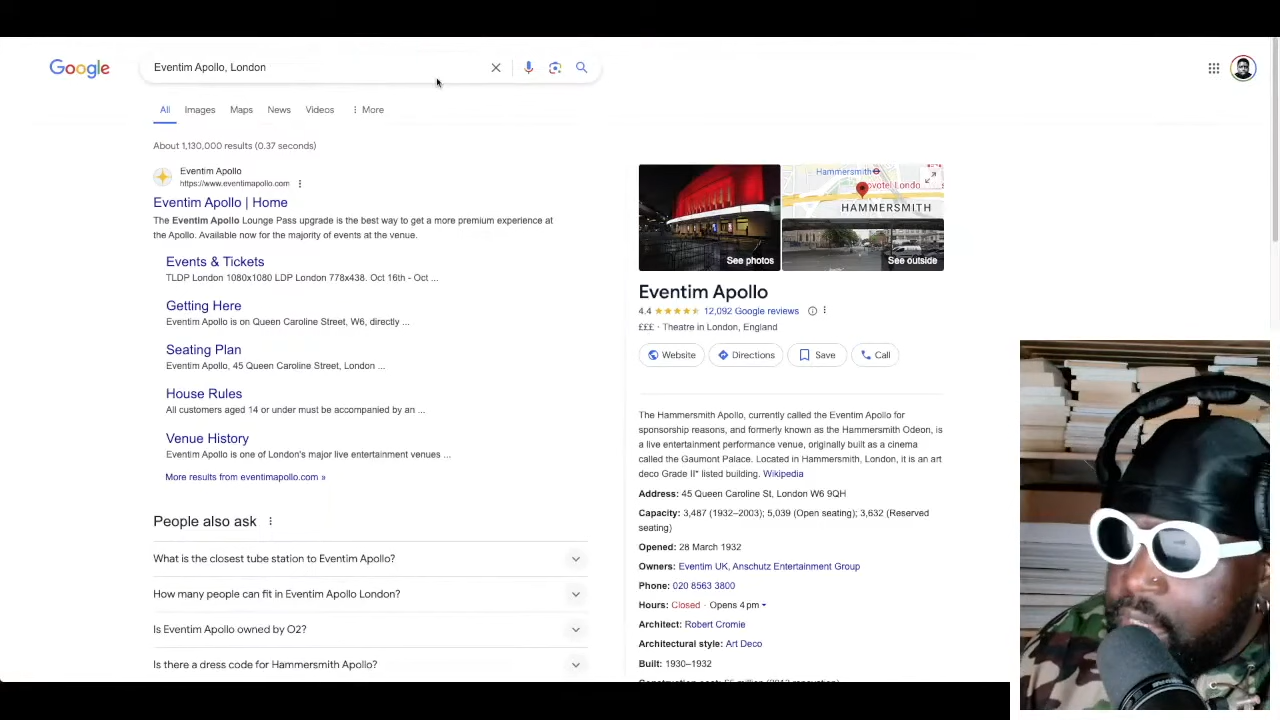 Google
Eventim Apollo, London
All
Images
Maps
News
Videos
More
About 1,130,000 results (0.37 seconds)
Eventim Apollo
https://www.eventimapollo.com
Eventim Apollo | Home
The Eventim Apollo Lounge Pass upgrade is the best way to get a more premium experience at
the Apollo. Available now for the majority of events at the venue.
Events & Tickets
TLDP London 1080x1080 LDP London 778x438. Oct 16th - Oct ...
Getting Here
Eventim Apollo is on Queen Caroline Street, W6, directly ...
Seating Plan
Eventim Apollo, 45 Queen Caroline Street, London ...
House Rules
All customers aged 14 or under must be accompanied by an ...
Venue History
Eventim Apollo is one of London's major live entertainment venues ...
More results from eventimapollo.com »
People also ask
What is the closest tube station to Eventim Apollo?
How many people can fit in Eventim Apollo London?
Is Eventim Apollo owned by O2?
Is there a dress code for Hammersmith Apollo?
See photos
Hammersmith
ovotel Londo
HAMMERSMITH
See outside
Eventim Apollo
4.4
12,092 Google reviews
£££ · Theatre in London, England
Website
Directions
Save
Call
The Hammersmith Apollo, currently called the Eventim Apollo for
sponsorship reasons, and formerly known as the Hammersmith Odeon, is
a live entertainment performance venue, originally built as a cinema
called the Gaumont Palace. Located in Hammersmith, London, it is an art
deco Grade II* listed building. Wikipedia
Address: 45 Queen Caroline St, London W6 9QH
Capacity: 3,487 (1932–2003); 5,039 (Open seating); 3,632 (Reserved
seating)
Opened: 28 March 1932
Owners: Eventim UK, Anschutz Entertainment Group
Phone: 020 8563 3800
Hours: Closed · Opens 4 pm
Architect: Robert Cromie
Architectural style: Art Deco
Built: 1930–1932